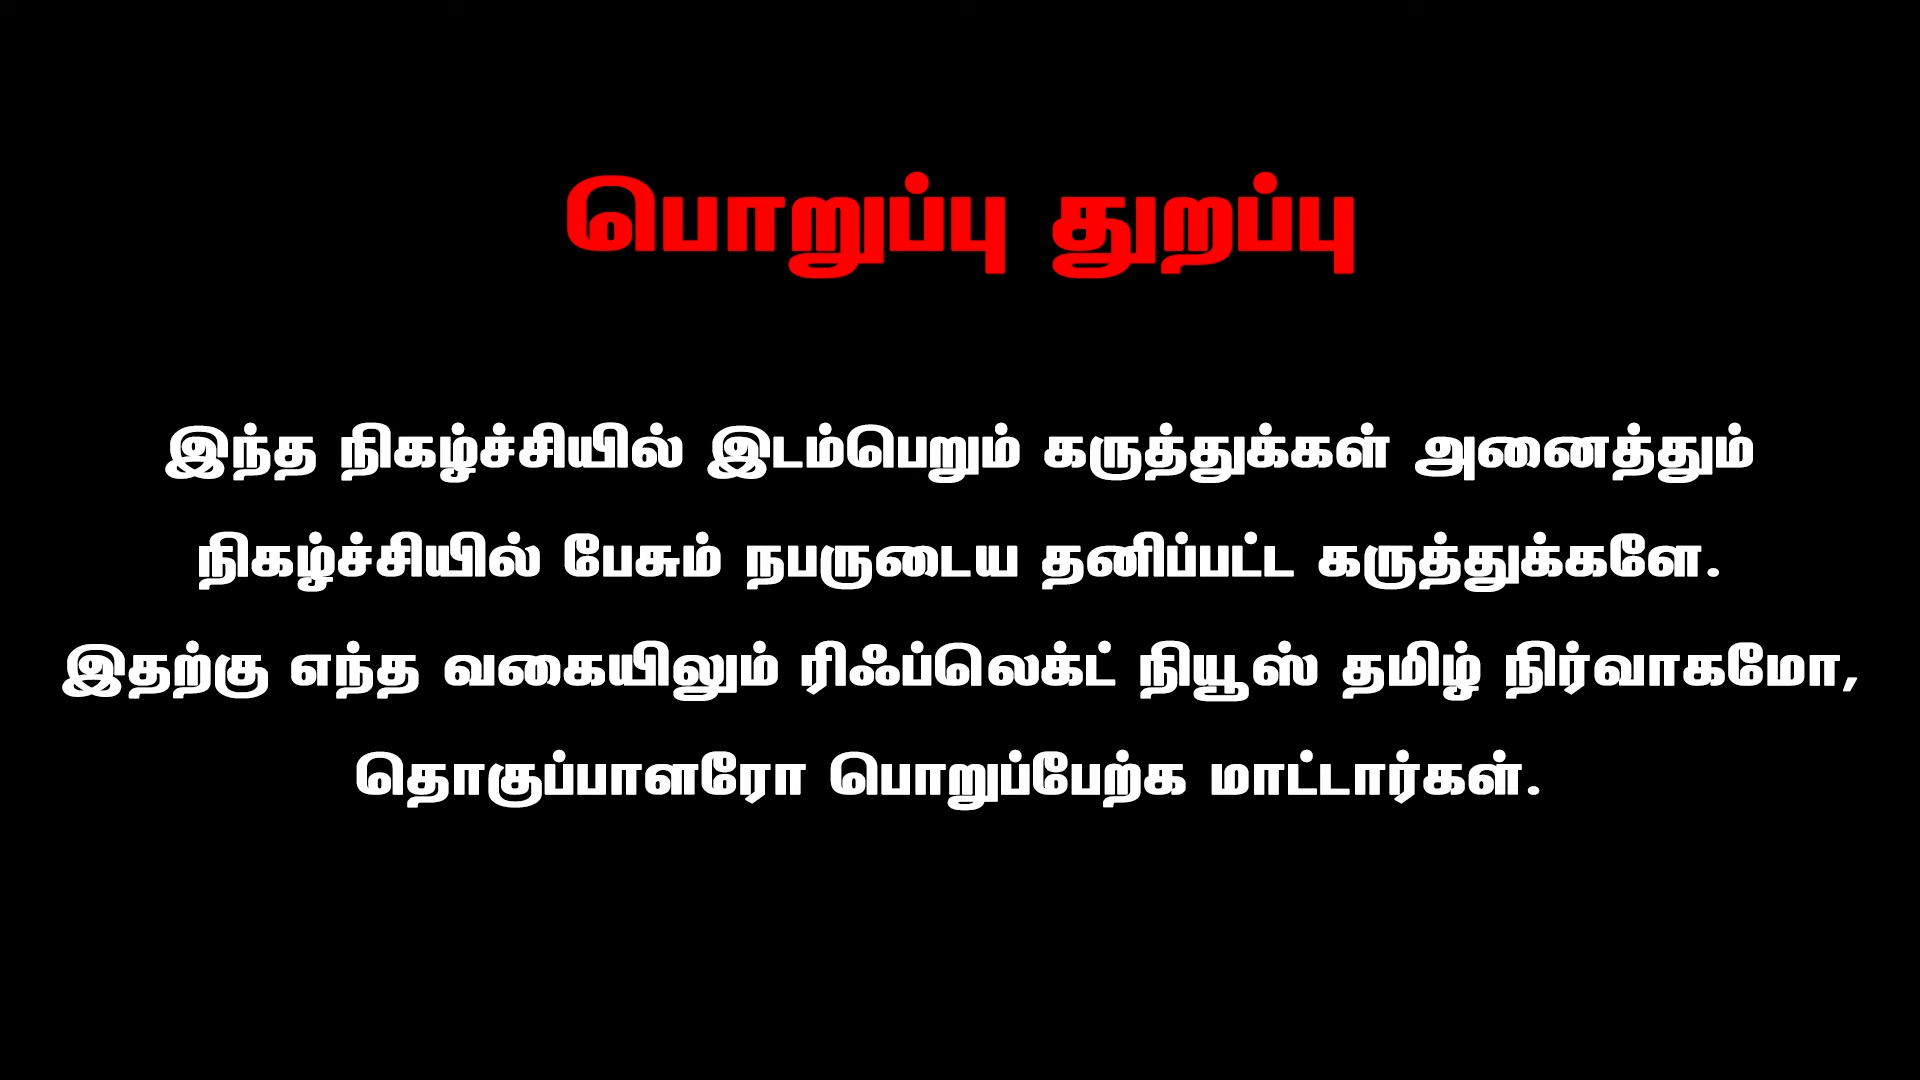 பொறுப்பு துறப்பு
இந்த நிகழ்ச்சியில் இடம்பெறும் கருத்துக்கள் அனைத்தும்
நிகழ்ச்சியில் பேசும் நபருடைய தனிப்பட்ட கருத்துக்களே.
இதற்கு எந்த வகையிலும் ரிஃப்லெக்ட் நியூஸ் தமிழ் நிர்வாகமோ,
தொகுப்பாளரோ பொறுப்பேற்க மாட்டார்கள்.